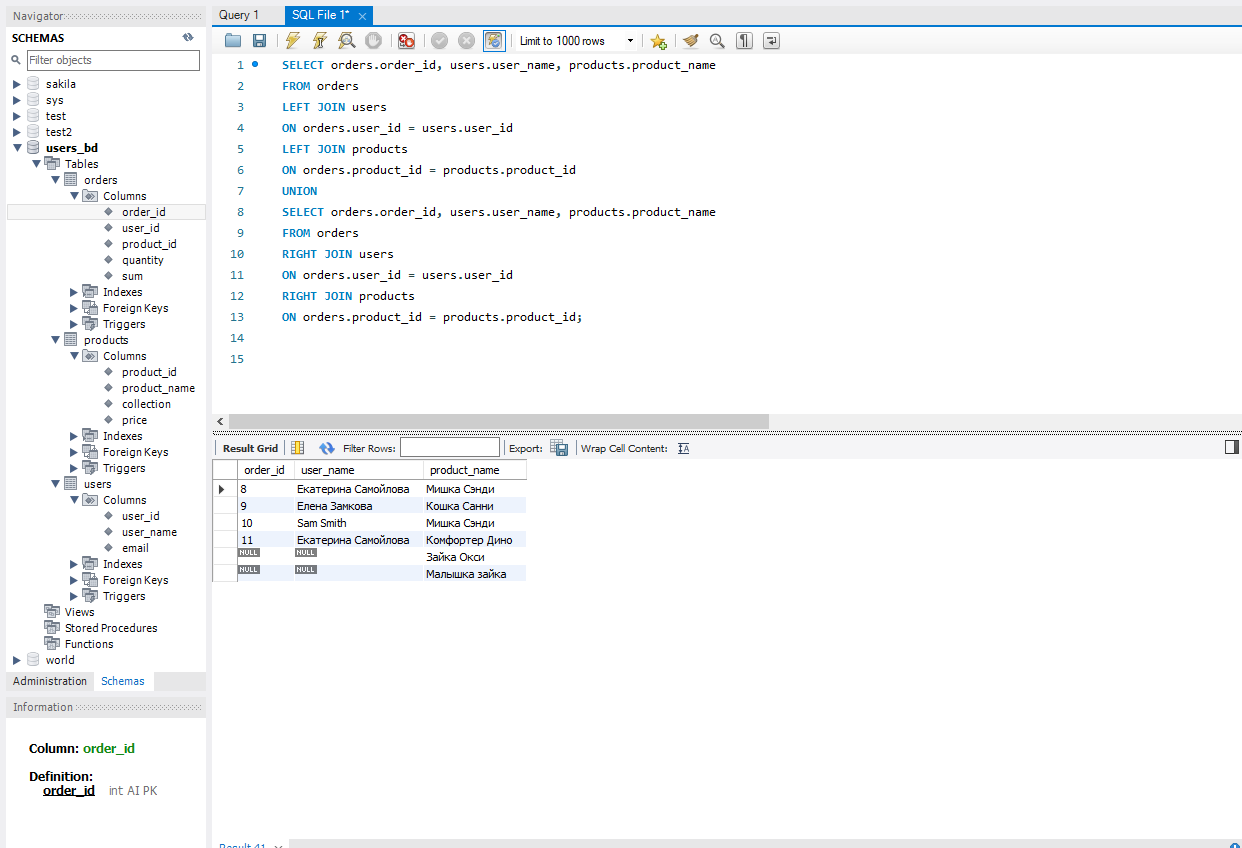 Navigator
SCHEMAS
Filter objects
sakila
sys
test
test2
users_bd
Tables
orders
Columns
order_id
user_id
product_id
quantity
sum
Indexes
Foreign Keys
Triggers
products
Columns
product_id
product_name
collection
price
Indexes
Foreign Keys
Triggers
users
Columns
user_id
user_name
email
Indexes
Foreign Keys
Triggers
Views
Stored Procedures
Functions
world
Administration Schemas
Information
Column: order_id
Definition:
order_id int AI PK
Query 1 SQL File 1*
Limit to 1000 rows
1 SELECT orders.order_id, users.user_name, products.product_name
2 FROM orders
3 LEFT JOIN users
4 ON orders.user_id = users.user_id
5 LEFT JOIN products
6 ON orders.product_id = products.product_id
7 UNION
8 SELECT orders.order_id, users.user_name, products.product_name
9 FROM orders
10 RIGHT JOIN users
11 ON orders.user_id = users.user_id
12 RIGHT JOIN products
13 ON orders.product_id = products.product_id;
14
15
Result Grid Filter Rows: Export: Wrap Cell Content:
order_id user_name product_name
8 Екатерина Самойлова Мишка Сэнди
9 Елена Замкова Кошка Санни
10 Sam Smith Мишка Сэнди
11 Екатерина Самойлова Комфортер Дино
NULL NULL Зайка Окси
NULL NULL Малышка зайка
Result 41